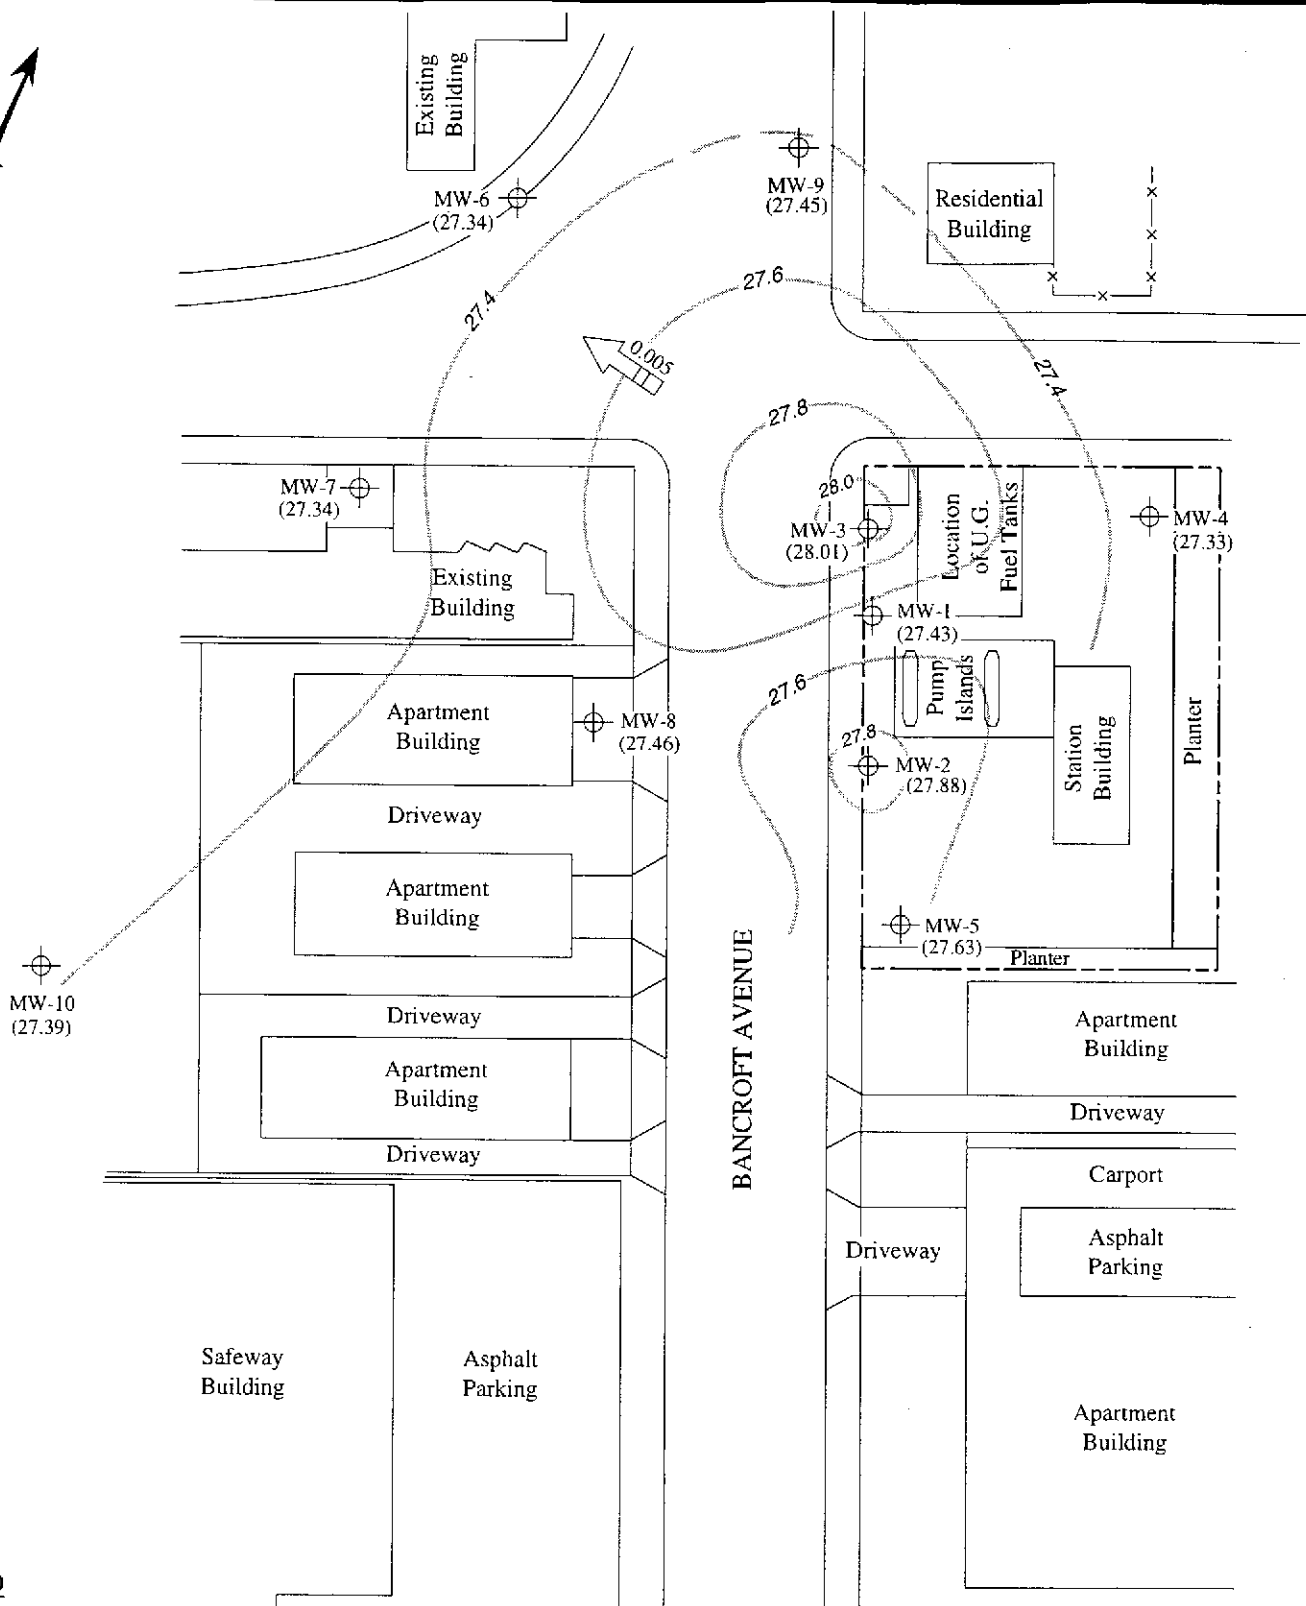 Existing
Building
MW-6
(27.34)
MW-9
(27.45)
Residential
Building
27.4
27.6
0.005
27.4
27.8
28.0
MW-7
(27.34)
MW-3
(28.01)
Location
of U.G.
Fuel Tanks
MW-4
(27.33)
Existing
Building
MW-1
(27.43)
27.6
Pump
Islands
Apartment
Building
MW-8
(27.46)
27.8
MW-2
(27.88)
Station
Building
Planter
Driveway
Apartment
Building
MW-5
(27.63)
Planter
MW-10
(27.39)
BANCROFT AVENUE
Driveway
Apartment
Building
Apartment
Building
Driveway
Driveway
Carport
Driveway
Asphalt
Parking
Safeway
Building
Asphalt
Parking
Apartment
Building